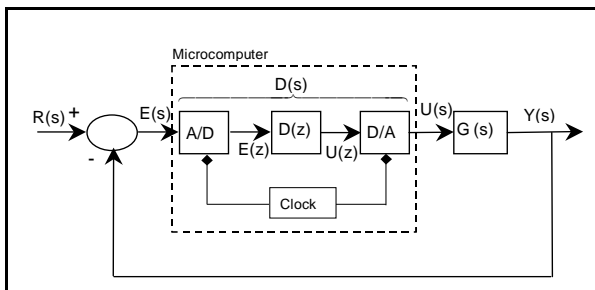 Microcomputer
D(s)
R(s) + E(s) A/D E(z) D(z) U(z) D/A U(s) G (s) Y(s)
-
Clock